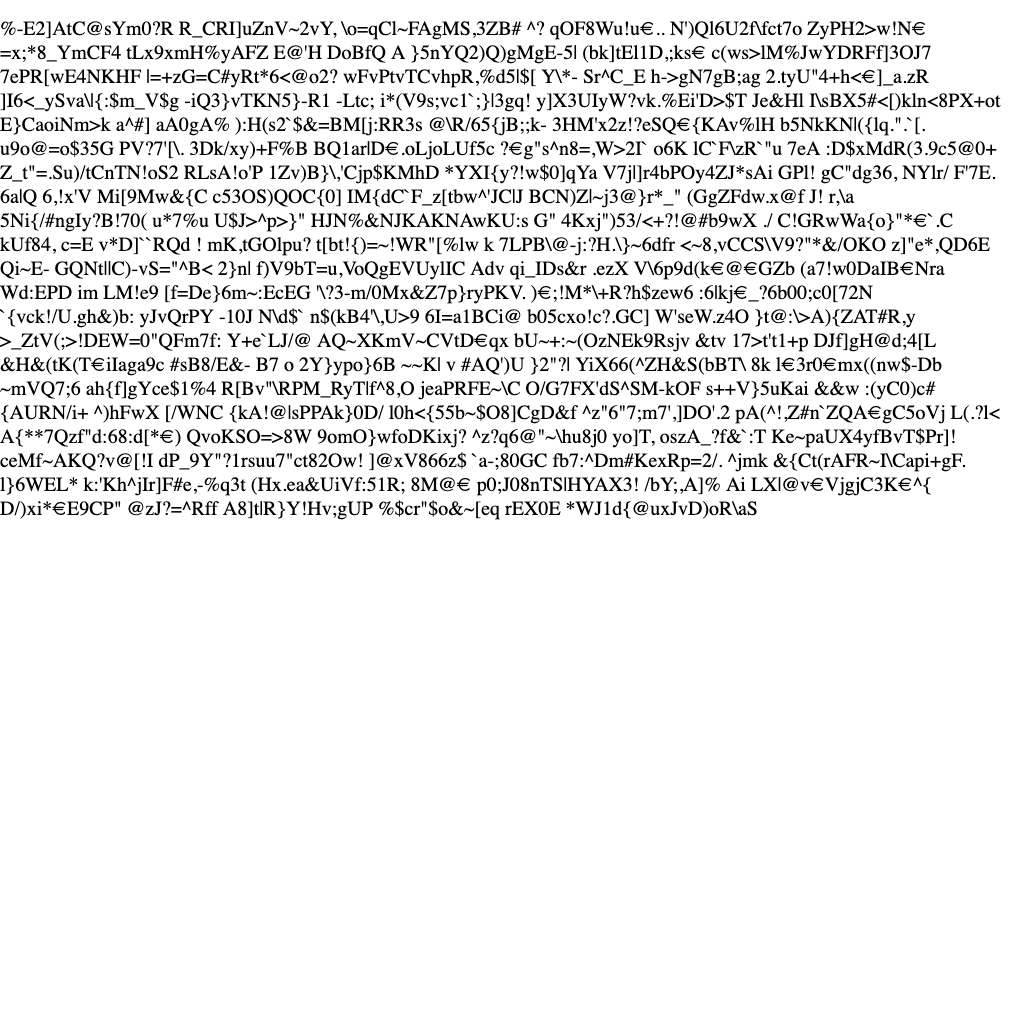 %-E2]AtC@sYm0?R R_CRI]uZnV~2vY, \o=qCl~FAgMS,3ZB# ^? qOF8Wu!u€.. N')Ql6U2f\fct7o ZyPH2>w!N€
=x;*8_YmCF4 tLx9xmH%yAFZ E@'H DoBfQ A }5nYQ2)Q)gMgE-5| (bk]tEl1D,;ks€ c(ws>lM%JwYDRFf]3OJ7
7ePR[wE4NKHF |=+zG=C#yRt*6<@o2? wFvPtvTCvhpR,%d5l|$[ Y\*- Sr^C_E h->gN7gB;ag 2.tyU"4+h<€]_a.zR
]I6<_ySva\|{:$m_V$g -iQ3}vTKN5}-R1 -Ltc; i*(V9s;vc1`;}|3gq! y]X3UIyW?vk.%Ei'D>$T Je&Hl I\sBX5#<[)kln<8PX+ot
E}CaoiNm>k a^#] aA0gA% ):H(s2`$&=BM[j:RR3s @\R/65{jB;;k- 3HM'x2z!?eSQ€{KAv%lH b5NkKN|({lq.".`[.
u9o@=o$35G PV?7'[\. 3Dk/xy)+F%B BQ1ar|D€.oLjoLUf5c ?€g"s^n8=,W>2I` o6K lC`F\zR`"u 7eA :D$xMdR(3.9c5@0+
Z_t"=.Su)/tCnTN!oS2 RLsA!o'P 1Zv)B}\,'Cjp$KMhD *YXI{y?!w$0]qYa V7jl]r4bPOy4ZJ*sAi GPl! gC"dg36, NYlr/ F'7E.
6a|Q 6,!x'V Mi[9Mw&{C c53OS)QOC{0] IM{dC`F_z[tbw^'JC|J BCN)Z|~j3@}r*_" (GgZFdw.x@f J! r,\a
5Ni{/#ngIy?B!70( u*7%u U$J>^p>}" HJN%&NJKAKNAwKU:s G" 4Kxj")53/<+?!@#b9wX ./ C!GRwWa{o}"*€`.C
kUf84, c=E v*D]``RQd ! mK,tGOlpu? t[bt!{)=~!WR"[%lw k 7LPB\@-j:?H.\}~6dfr <~8,vCCS\V9?"*&/OKO z]"e*,QD6E
Qi~E- GQNt||C)-vS="^B< 2}n| f)V9bT=u,VoQgEVUylIC Adv qi_IDs&r .ezX V\6p9d(k€@€GZb (a7!w0DaIB€Nra
Wd:EPD im LM!e9 [f=De}6m~:EcEG '\?3-m/0Mx&Z7p}ryPKV. )€;!M*\+R?h$zew6 :6|kj€_?6b00;c0[72N
`{vck!/U.gh&)b: yJvQrPY -10J N\d$` n$(kB4'\,U>9 6I=a1BCi@ b05cxo!c?.GC] W'seW.z4O }t@:\>A){ZAT#R,y
>_ZtV(;>!DEW=0"QFm7f: Y+e`LJ/@ AQ~XKmV~CVtD€qx bU~+:~(OzNEk9Rsjv &tv 17>t't1+p DJf]gH@d;4[L
&H&(tK(T€iIaga9c #sB8/E&- B7 o 2Y}ypo}6B ~~K| v #AQ')U }2"?| YiX66(^ZH&S(bBT\ 8k l€3r0€mx((nw$-Db
~mVQ7;6 ah{f]gYce$1%4 R[Bv"\RPM_RyT|f^8,O jeaPRFE~\C O/G7FX'dS^SM-kOF s++V}5uKai &&w :(yC0)c#
{AURN/i+ ^)hFwX [/WNC {kA!@|sPPAk}0D/ l0h<{55b~$O8]CgD&f ^z"6"7;m7',]DO'.2 pA(^!,Z#n`ZQA€gC5oVj L(.?l<
A{**7Qzf"d:68:d[*€) QvoKSO=>8W 9omO}wfoDKixj? ^z?q6@"~\hu8j0 yo]T, oszA_?f&`:T Ke~paUX4yfBvT$Pr]!
ceMf~AKQ?v@[!I dP_9Y"?1rsuu7"ct82Ow! ]@xV866z$ `a-;80GC fb7:^Dm#KexRp=2/. ^jmk &{Ct(rAFR~I\Capi+gF.
l}6WEL* k:'Kh^jIr]F#e,-%q3t (Hx.ea&UiVf:51R; 8M@€ p0;J08nTS|HYAX3! /bY;,A]% Ai LX|@v€VjgjC3K€^{
D/)xi*€E9CP" @zJ?=^Rff A8]t|R}Y!Hv;gUP %$cr"$o&~[eq rEX0E *WJ1d{@uxJvD)oR\aS